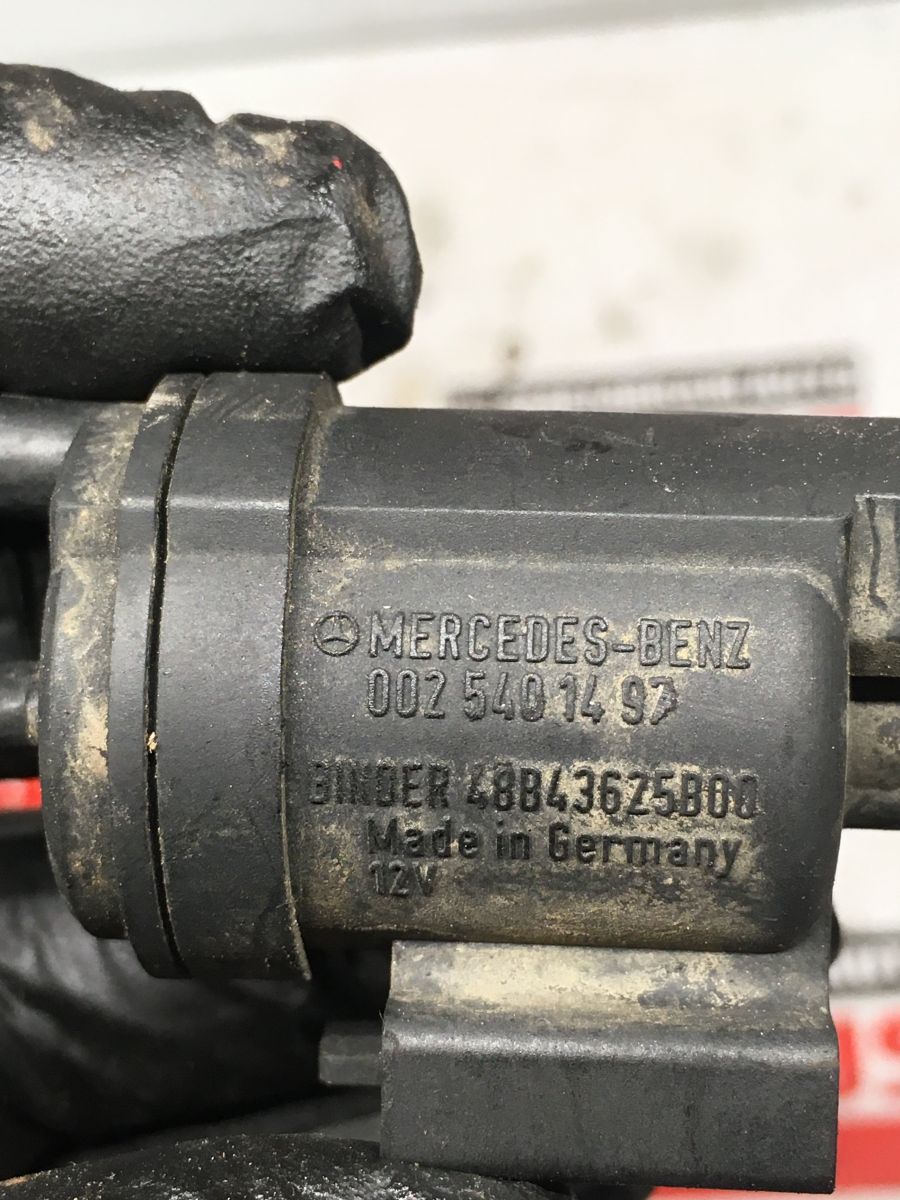 MERCEDES-BENZ
002 540 14 97
BINDER 48B43625B00
Made in Germany
12V